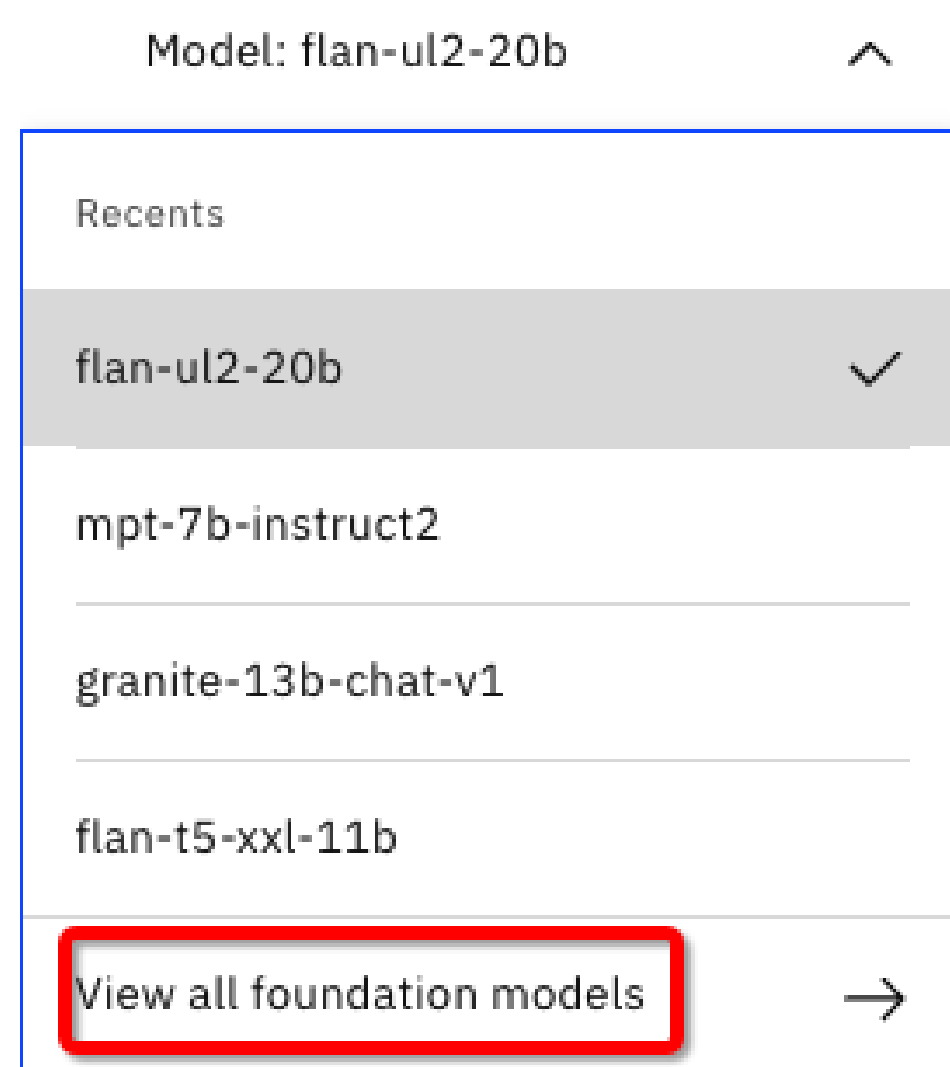 Model: flan-ul2-20b
Recents
flan-ul2-20b
mpt-7b-instruct2
granite-13b-chat-v1
flan-t5-xxl-11b
View all foundation models